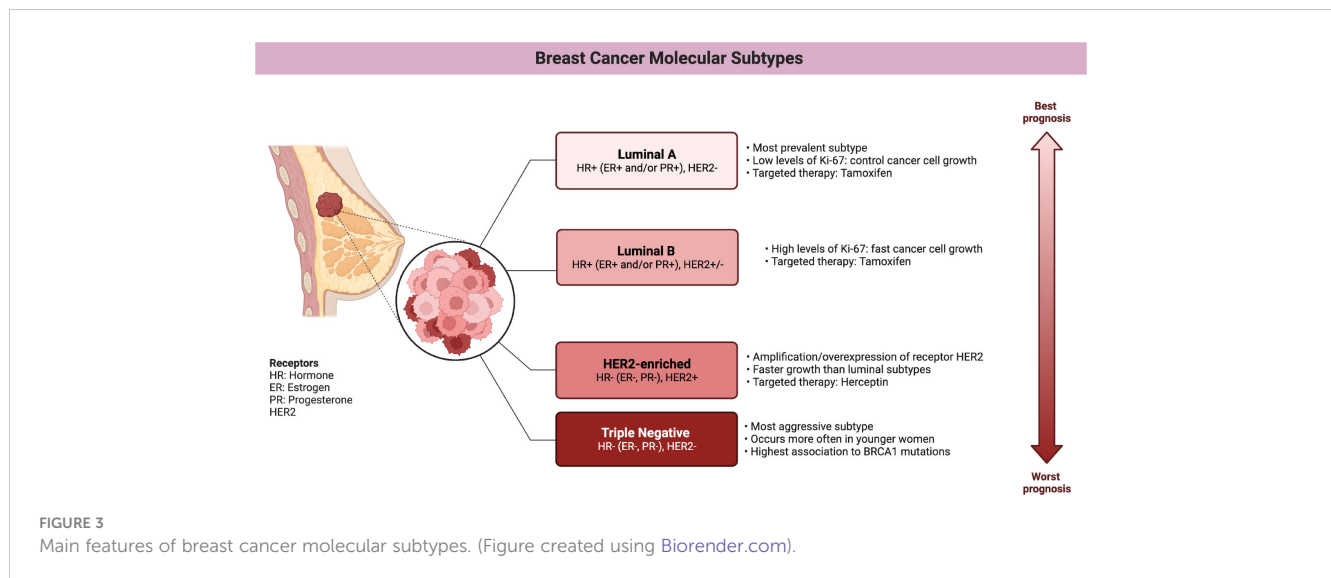 Breast Cancer Molecular Subtypes
Best
prognosis
Luminal A
HR+ (ER+ and/or PR+), HER2-
• Most prevalent subtype
• Low levels of Ki-67: control cancer cell growth
• Targeted therapy: Tamoxifen
Luminal B
HR+ (ER+ and/or PR+), HER2+/-
• High levels of Ki-67: fast cancer cell growth
• Targeted therapy: Tamoxifen
Receptors
HR: Hormone
ER: Estrogen
PR: Progesterone
HER2
HER2-enriched
HR- (ER-, PR-), HER2+
• Amplification/overexpression of receptor HER2
• Faster growth than luminal subtypes
• Targeted therapy: Herceptin
Triple Negative
HR- (ER-, PR-), HER2-
• Most aggressive subtype
• Occurs more often in younger women
• Highest association to BRCA1 mutations
Worst
prognosis
FIGURE 3
Main features of breast cancer molecular subtypes. (Figure created using Biorender.com).